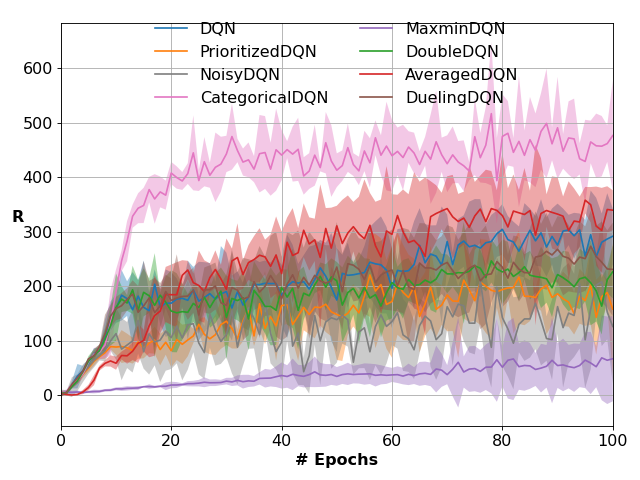 DQN MaxminDQN
PrioritizedDQN DoubleDQN
NoisyDQN AveragedDQN
CategoricalDQN DuelingDQN
600
500
400
300
200
100
0
R
0 20 40 60 80 100
# Epochs